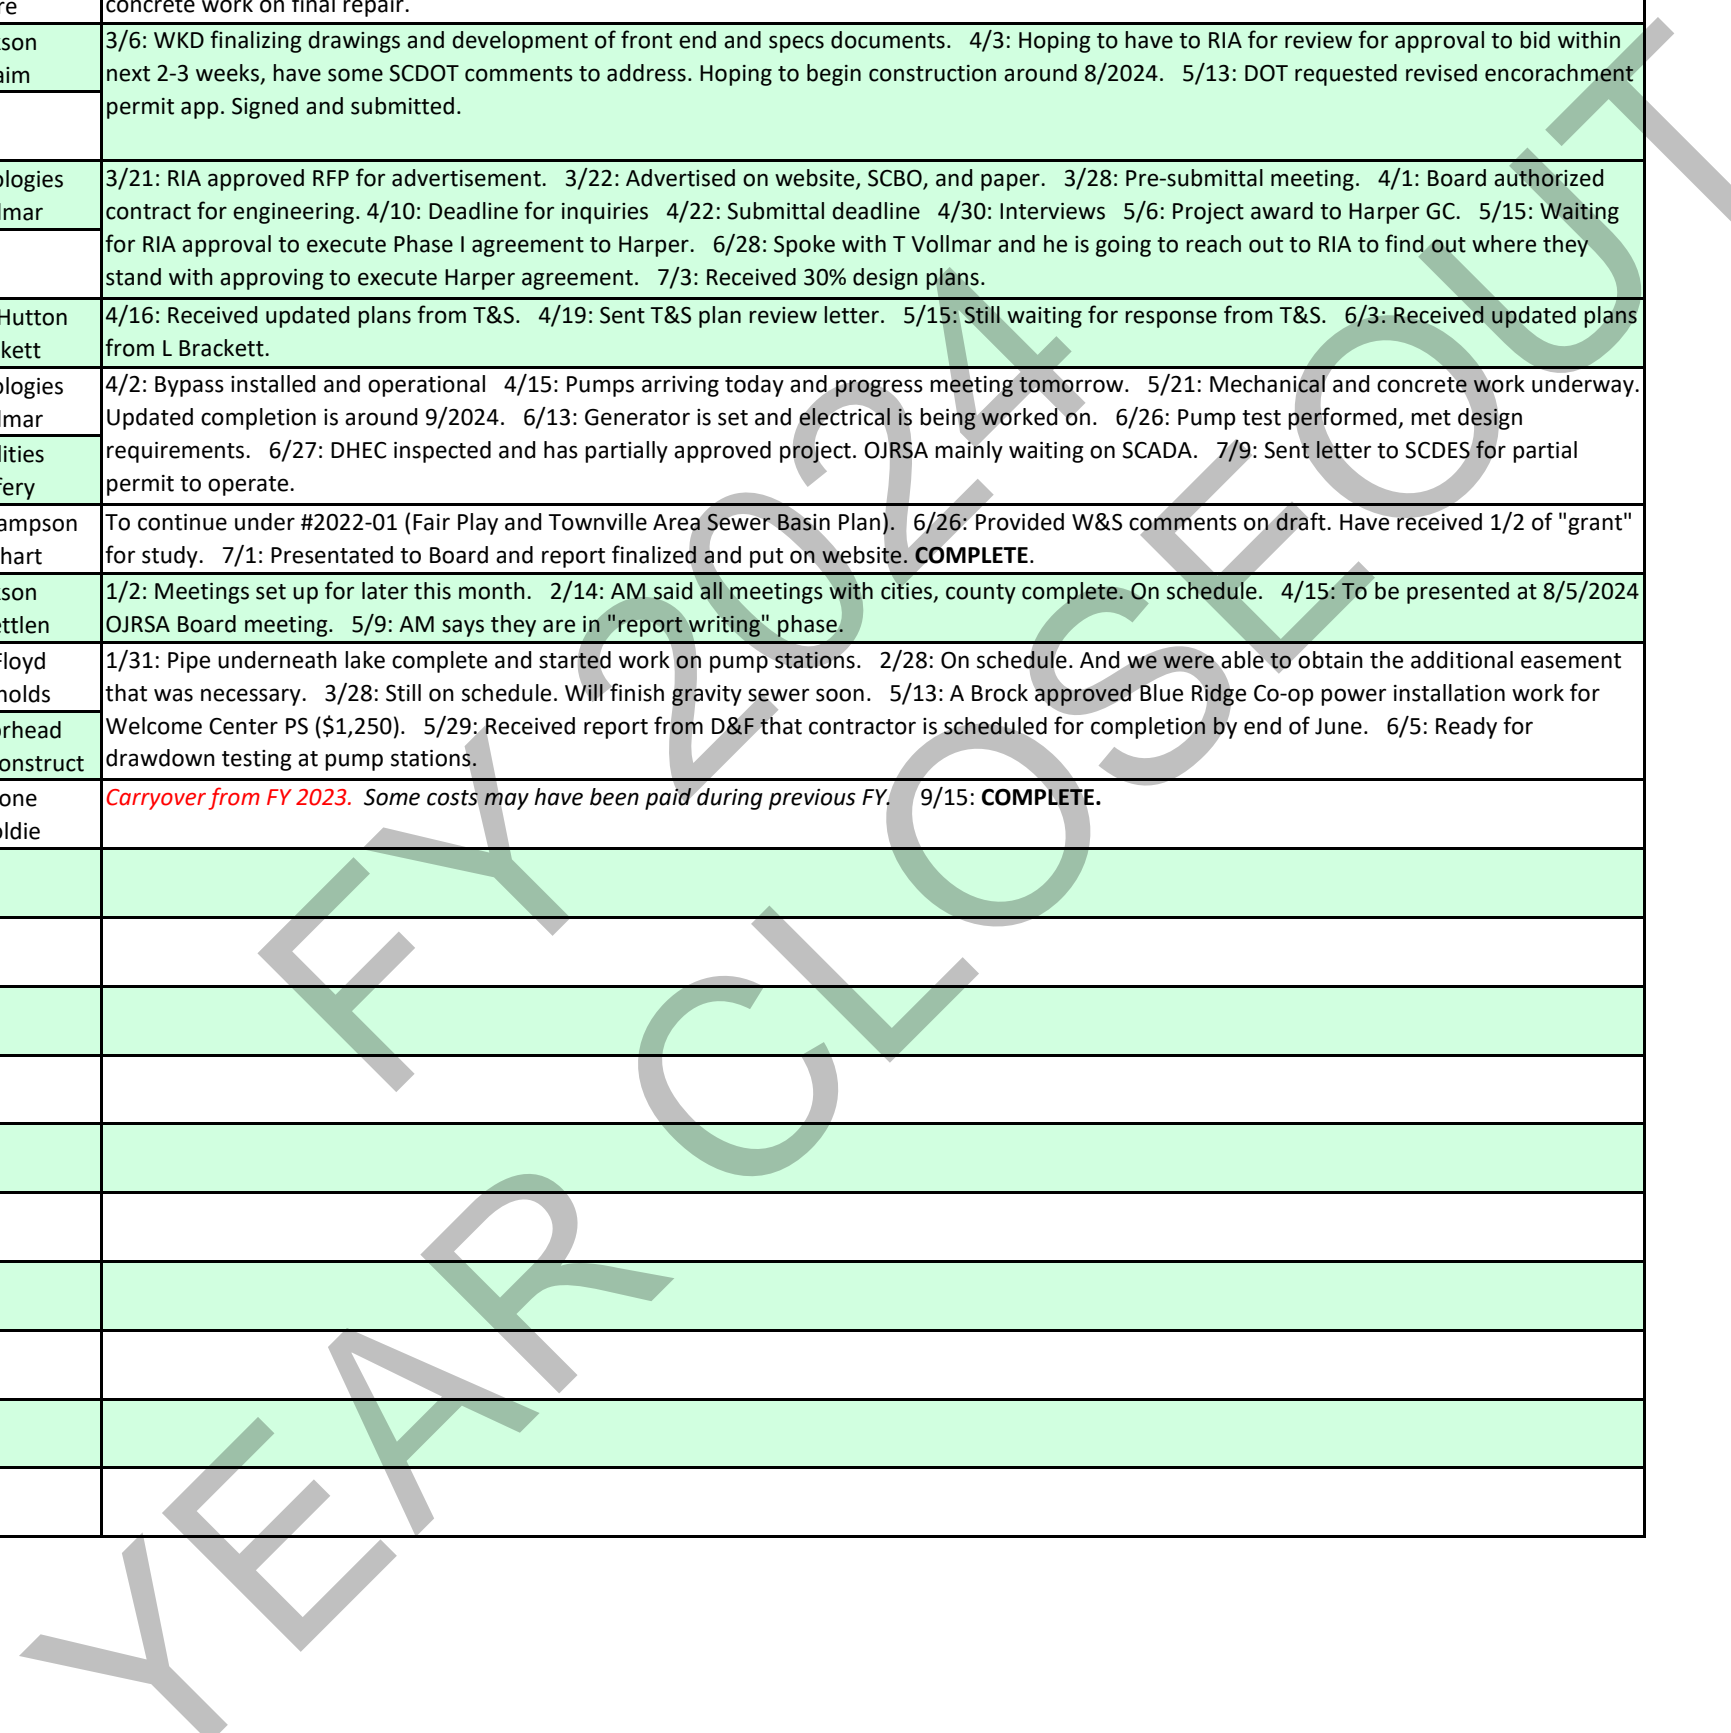 re
concrete work on final repair.
son
aim
3/6: WKD finalizing drawings and development of front end and specs documents.   4/3: Hoping to have to RIA for review for approval to bid within
next 2-3 weeks, have some SCDOT comments to address. Hoping to begin construction around 8/2024.   5/13: DOT requested revised encorachment
permit app. Signed and submitted.
ologies
lmar
3/21: RIA approved RFP for advertisement.   3/22: Advertised on website, SCBO, and paper.   3/28: Pre-submittal meeting.   4/1: Board authorized
contract for engineering. 4/10: Deadline for inquiries   4/22: Submittal deadline   4/30: Interviews   5/6: Project award to Harper GC.   5/15: Waiting
for RIA approval to execute Phase I agreement to Harper.   6/28: Spoke with T Vollmar and he is going to reach out to RIA to find out where they
stand with approving to execute Harper agreement.   7/3: Received 30% design plans.
Hutton
kett
4/16: Received updated plans from T&S.   4/19: Sent T&S plan review letter.   5/15: Still waiting for response from T&S.   6/3: Received updated plans
from L Brackett.
ologies
lmar
lities
fery
4/2: Bypass installed and operational   4/15: Pumps arriving today and progress meeting tomorrow.   5/21: Mechanical and concrete work underway.
Updated completion is around 9/2024.   6/13: Generator is set and electrical is being worked on.   6/26: Pump test performed, met design
requirements.   6/27: DHEC inspected and has partially approved project. OJRSA mainly waiting on SCADA.   7/9: Sent letter to SCDES for partial
permit to operate.
ampson
hart
To continue under #2022-01 (Fair Play and Townville Area Sewer Basin Plan).   6/26: Provided W&S comments on draft. Have received 1/2 of "grant"
for study.   7/1: Presentated to Board and report finalized and put on website. COMPLETE.
son
ettlen
1/2: Meetings set up for later this month.   2/14: AM said all meetings with cities, county complete. On schedule.   4/15: To be presented at 8/5/2024
OJRSA Board meeting.   5/9: AM says they are in "report writing" phase.
Floyd
nolds
orhead
onstruct
1/31: Pipe underneath lake complete and started work on pump stations.   2/28: On schedule. And we were able to obtain the additional easement
that was necessary.   3/28: Still on schedule. Will finish gravity sewer soon.   5/13: A Brock approved Blue Ridge Co-op power installation work for
Welcome Center PS ($1,250).   5/29: Received report from D&F that contractor is scheduled for completion by end of June.   6/5: Ready for
drawdown testing at pump stations.
one
oldie
Carryover from FY 2023.  Some costs may have been paid during previous FY.    9/15: COMPLETE.
FY 2024
YEAR CLOSEOUT